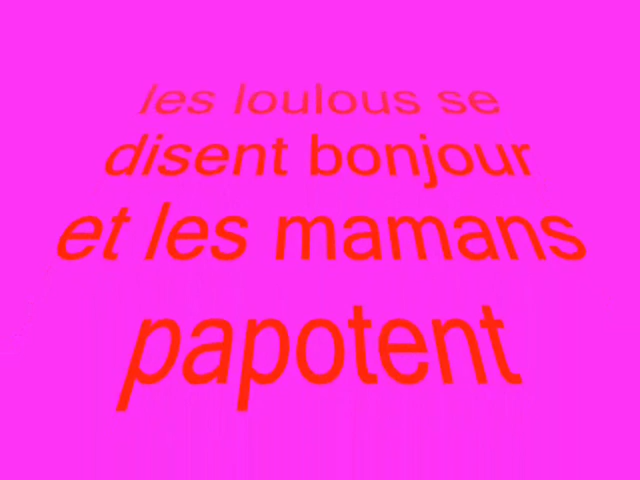 les loulous se
disent bonjour
et les mamans
papotent